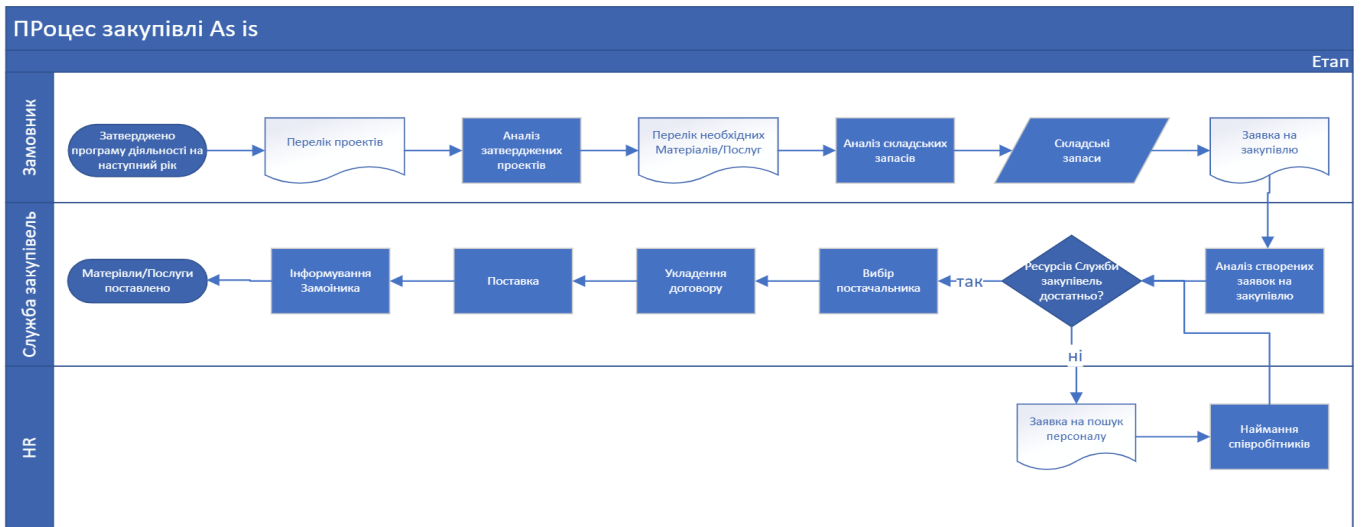 ПРоцес закупівлі As is
Етап
Замовник
Затверджено
програму діяльності на
наступний рік
Перелік проектів
Аналіз
затверджених
проектів
Перелік необхідних
Матеріалів/Послуг
Аналіз складських
запасів
Складські
запаси
Заявка на
закупівлю
Служба закупівель
Матерівли/Послуги
поставлено
Інформування
Замоіника
Поставка
Укладення
договору
Вибір
постачальника
так
Ресурсів Служби
закупівель
достатньо?
Аналіз створених
заявок на
закупівлю
ні
HR
Заявка на пошук
персоналу
Наймання
співробітників